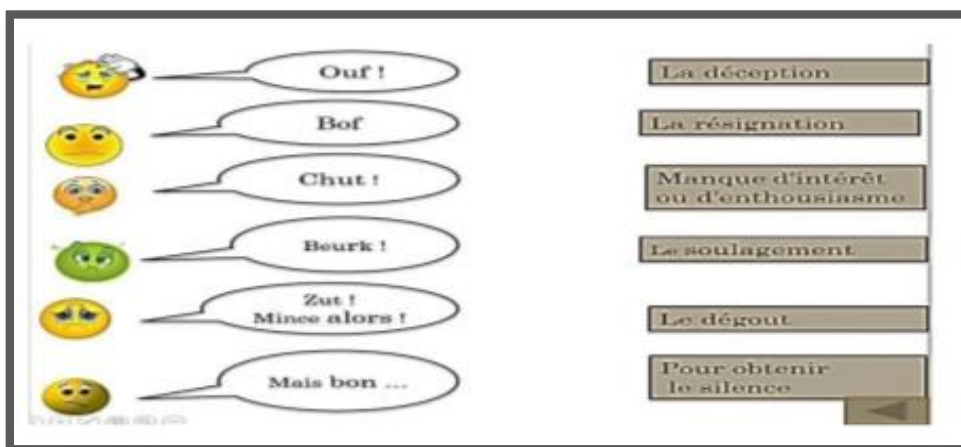 Ouf !
La déception
Bof
La résignation
Chut !
Manque d'intérêt
ou d'enthousiasme
Beurk !
Le soulagement
Zut !
Mince alors !
Le dégout
Mais bon ...
Pour obtenir
le silence